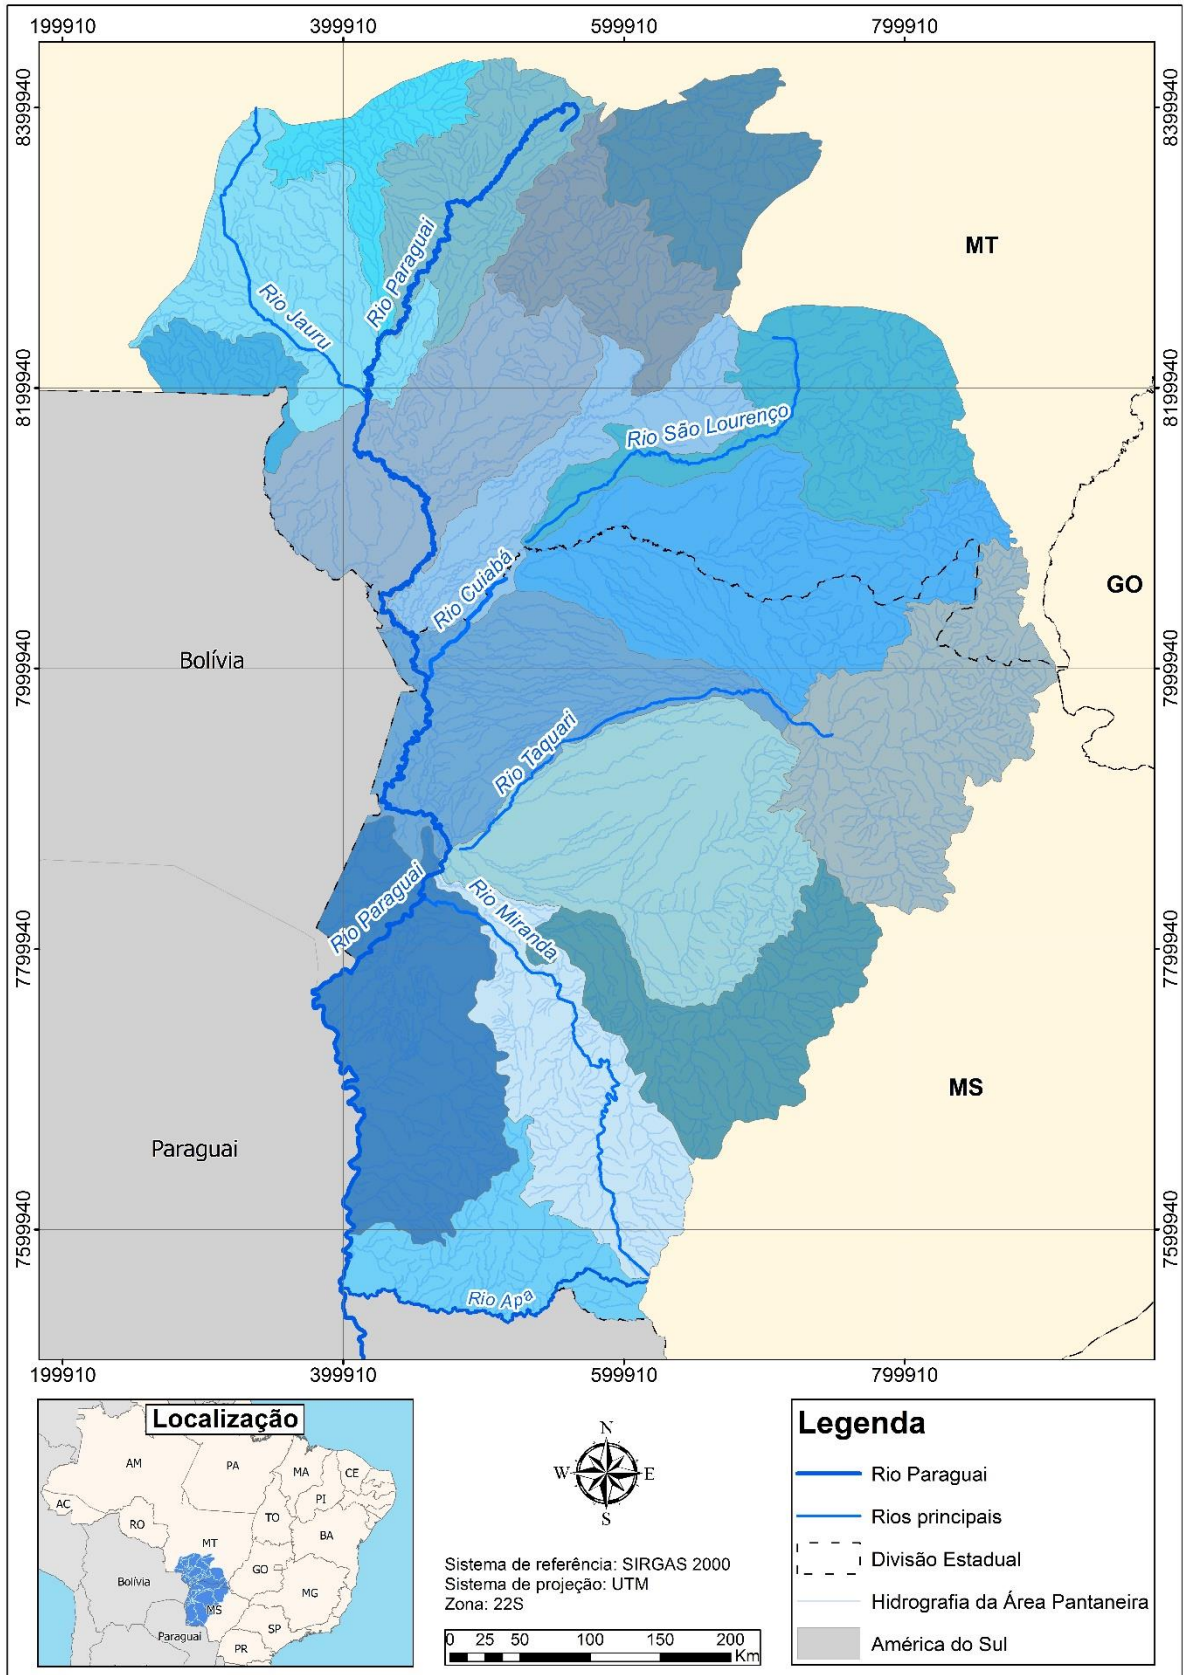 199910
399910
599910
799910
8399940
8399940
MT
Rio Jauru
Rio Paraguai
8199940
8199940
Rio São Lourenço
Rio Cuiabá
GO
Bolívia
7999940
7999940
Rio Taquari
Rio Paraguai
Rio Miranda
7799940
7799940
MS
Paraguai
7599940
7599940
Rio Apa
199910
399910
599910
799910
Localização
AM
PA
MA
CE
AC
PI
TO
RO
BA
MT
Bolívia
GO
MG
MS
SP
Paraguai
PR
N
W
E
S
Sistema de referência: SIRGAS 2000
Sistema de projeção: UTM
Zona: 22S
0 25 50 100 150 200
Km
Legenda
Rio Paraguai
Rios principais
Divisão Estadual
Hidrografia da Área Pantaneira
América do Sul